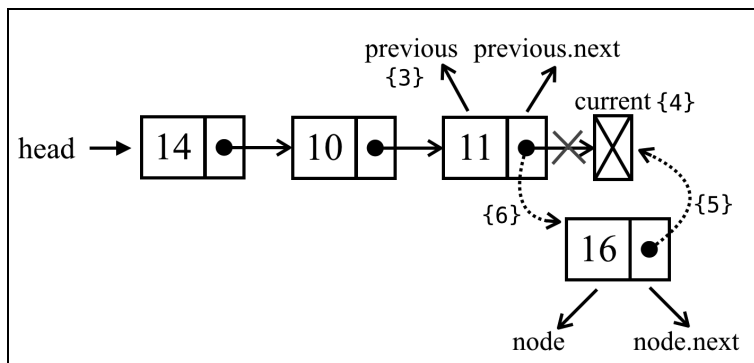 previous previous.next
{3}
current {4}
head 14 10 11
{6} {5}
16
node node.next